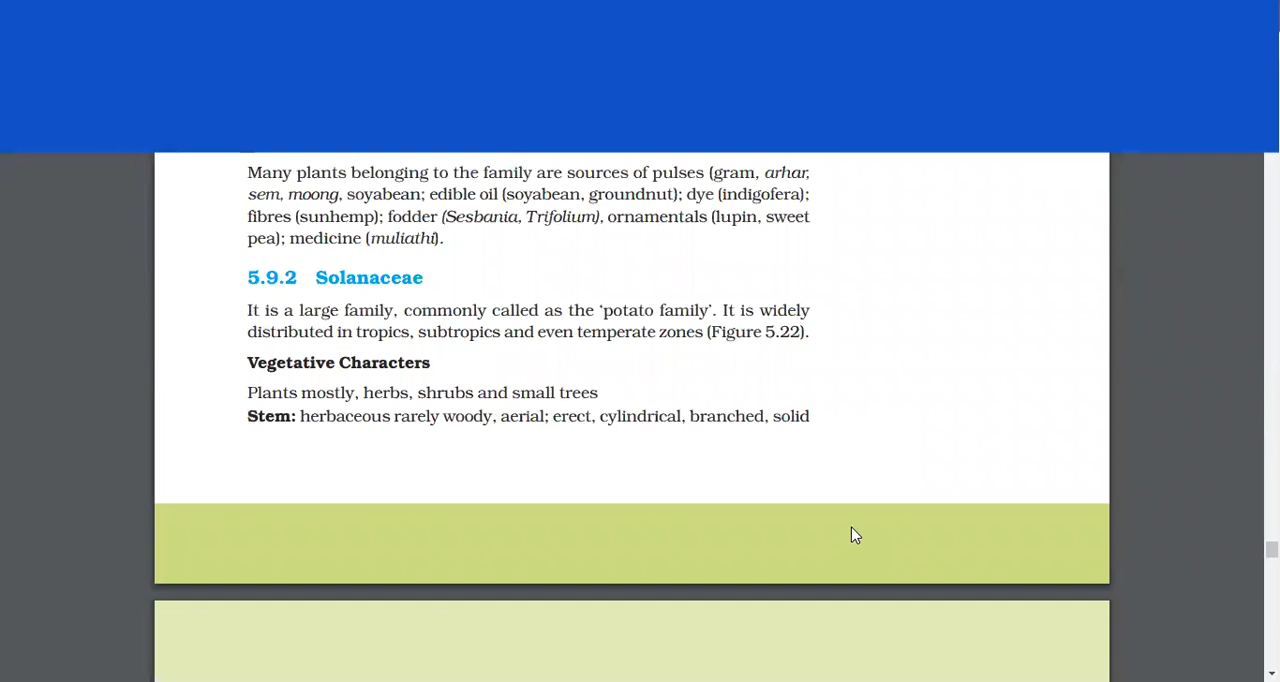 Many plants belonging to the family are sources of pulses (gram, arhar,
sem, moong, soyabean; edible oil (soyabean, groundnut); dye (indigofera);
fibres (sunhemp); fodder (Sesbania, Trifolium), ornamentals (lupin, sweet
pea); medicine (muliathi).
5.9.2 Solanaceae
It is a large family, commonly called as the ‘potato family’. It is widely
distributed in tropics, subtropics and even temperate zones (Figure 5.22).
Vegetative Characters
Plants mostly, herbs, shrubs and small trees
Stem: herbaceous rarely woody, aerial; erect, cylindrical, branched, solid